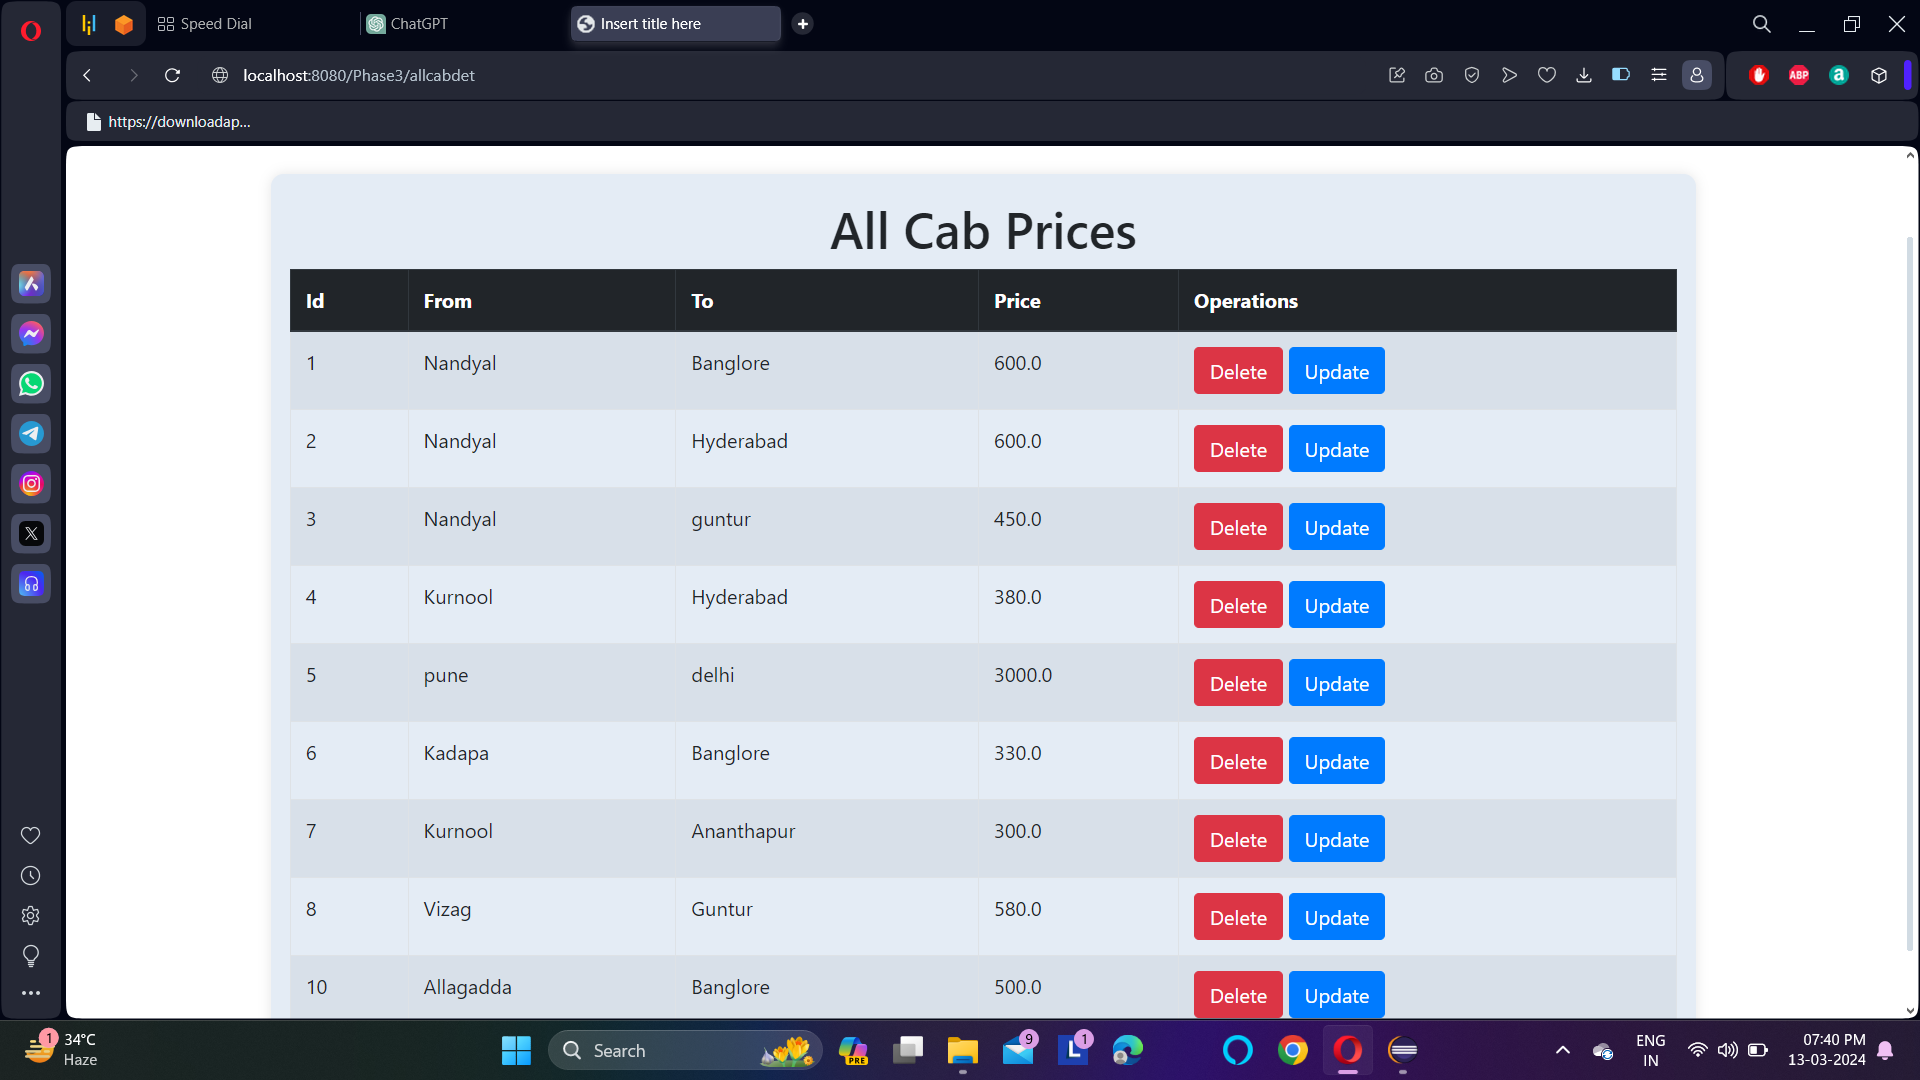 Speed Dial
ChatGPT
Insert title here
localhost:8080/Phase3/allcabdet
ABP
a
https://downloadap...
All Cab Prices
Id From To Price Operations
1 Nandyal Banglore 600.0 Delete Update
2 Nandyal Hyderabad 600.0 Delete Update
3 Nandyal guntur 450.0 Delete Update
4 Kurnool Hyderabad 380.0 Delete Update
5 pune delhi 3000.0 Delete Update
6 Kadapa Banglore 330.0 Delete Update
7 Kurnool Ananthapur 300.0 Delete Update
8 Vizag Guntur 580.0 Delete Update
10 Allagadda Banglore 500.0 Delete Update
1
34°C
Haze
Search
PRE
9
L
1
ENG
IN
07:40 PM
13-03-2024